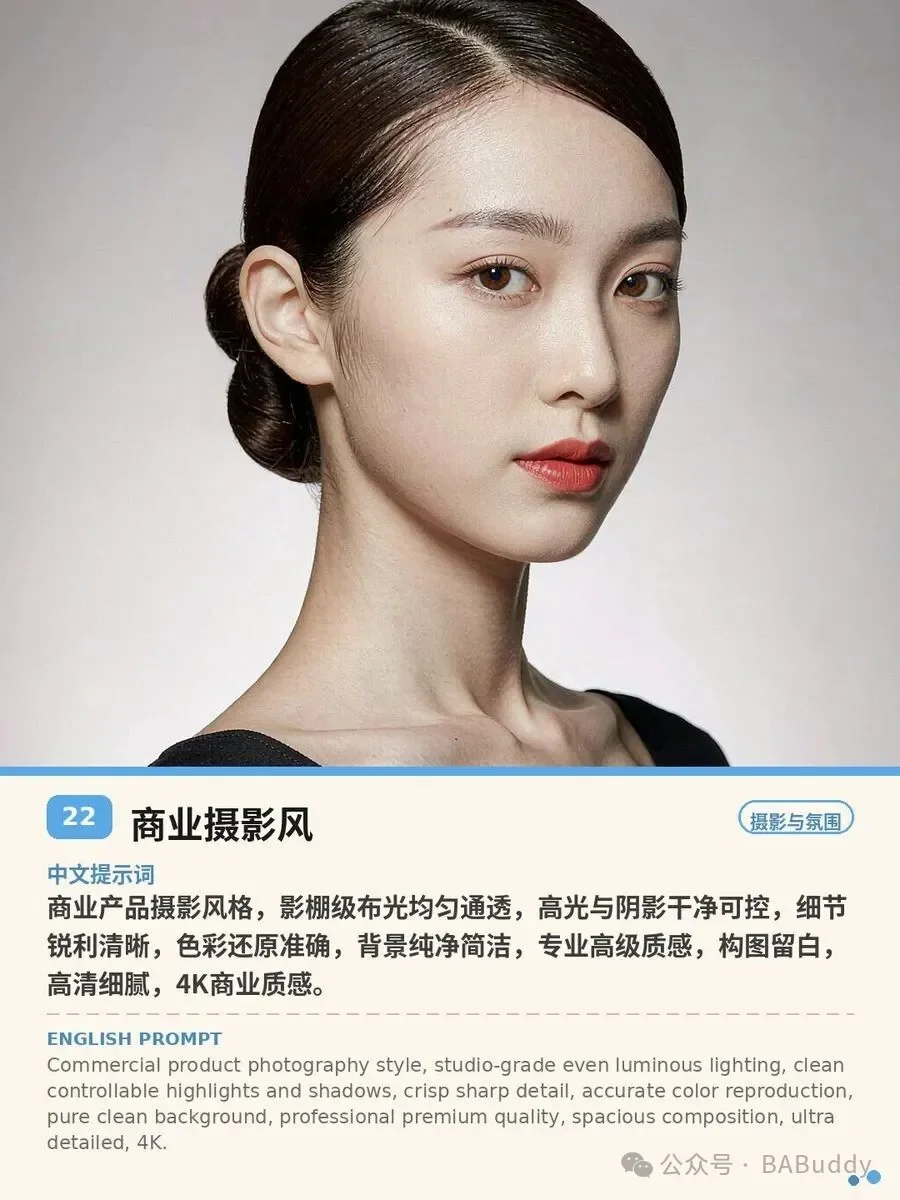 22
商业摄影风
摄影与氛围
中文提示词
商业产品摄影风格，影棚级布光均匀通透，高光与阴影干净可控，细节
锐利清晰，色彩还原准确，背景纯净简洁，专业高级质感，构图留白，
高清细腻，4K商业质感。
ENGLISH PROMPT
Commercial product photography style, studio-grade even luminous lighting, clean
controllable highlights and shadows, crisp sharp detail, accurate color reproduction,
pure clean background, professional premium quality, spacious composition, ultra
detailed, 4K.
公众号 · BABuddy